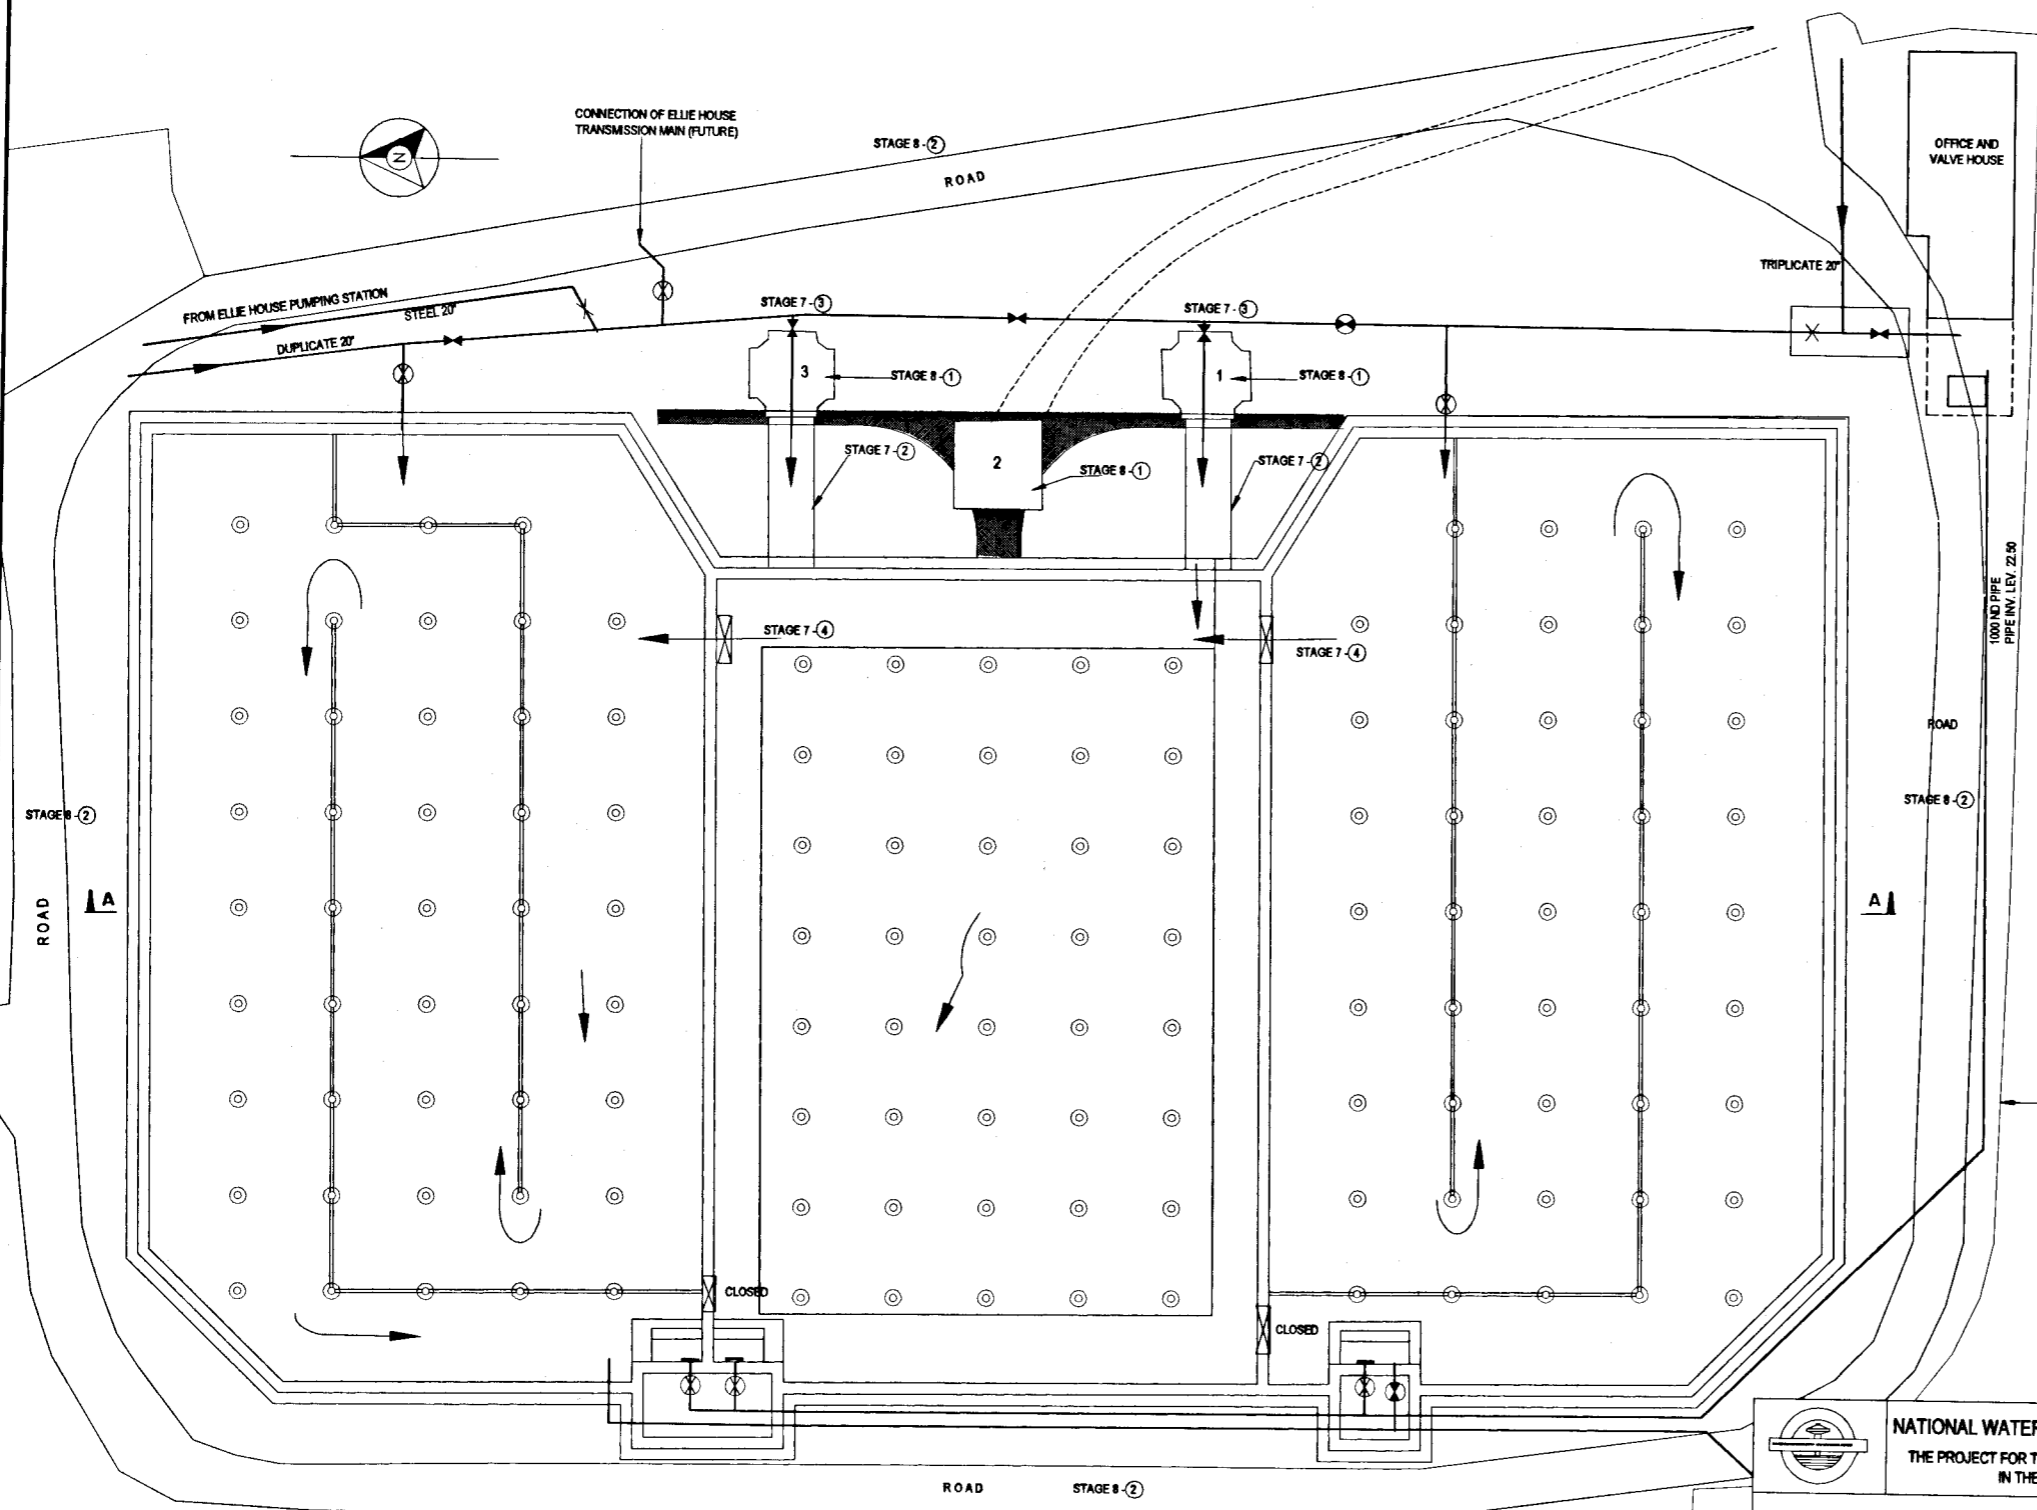 CONNECTION OF ELLIE HOUSE
TRANSMISSION MAIN (FUTURE)
STAGE 8-②
ROAD
OFFICE AND
VALVE HOUSE
N
TRIPLICATE 20"
FROM ELLIE HOUSE PUMPING STATION
STEEL 20"
DUPLICATE 20"
STAGE 7-③
STAGE 7-③
3
STAGE 8-①
1
STAGE 8-①
STAGE 7-②
2
STAGE 8-①
STAGE 7-②
1000 ND PIPE
PIPE INV. LEV. 22.50
STAGE 7-④
STAGE 7-④
ROAD
STAGE 8-②
STAGE 8-②
A
A
ROAD
CLOSED
CLOSED
NATIONAL WATER
THE PROJECT FOR T
IN THE
ROAD
STAGE 8-②